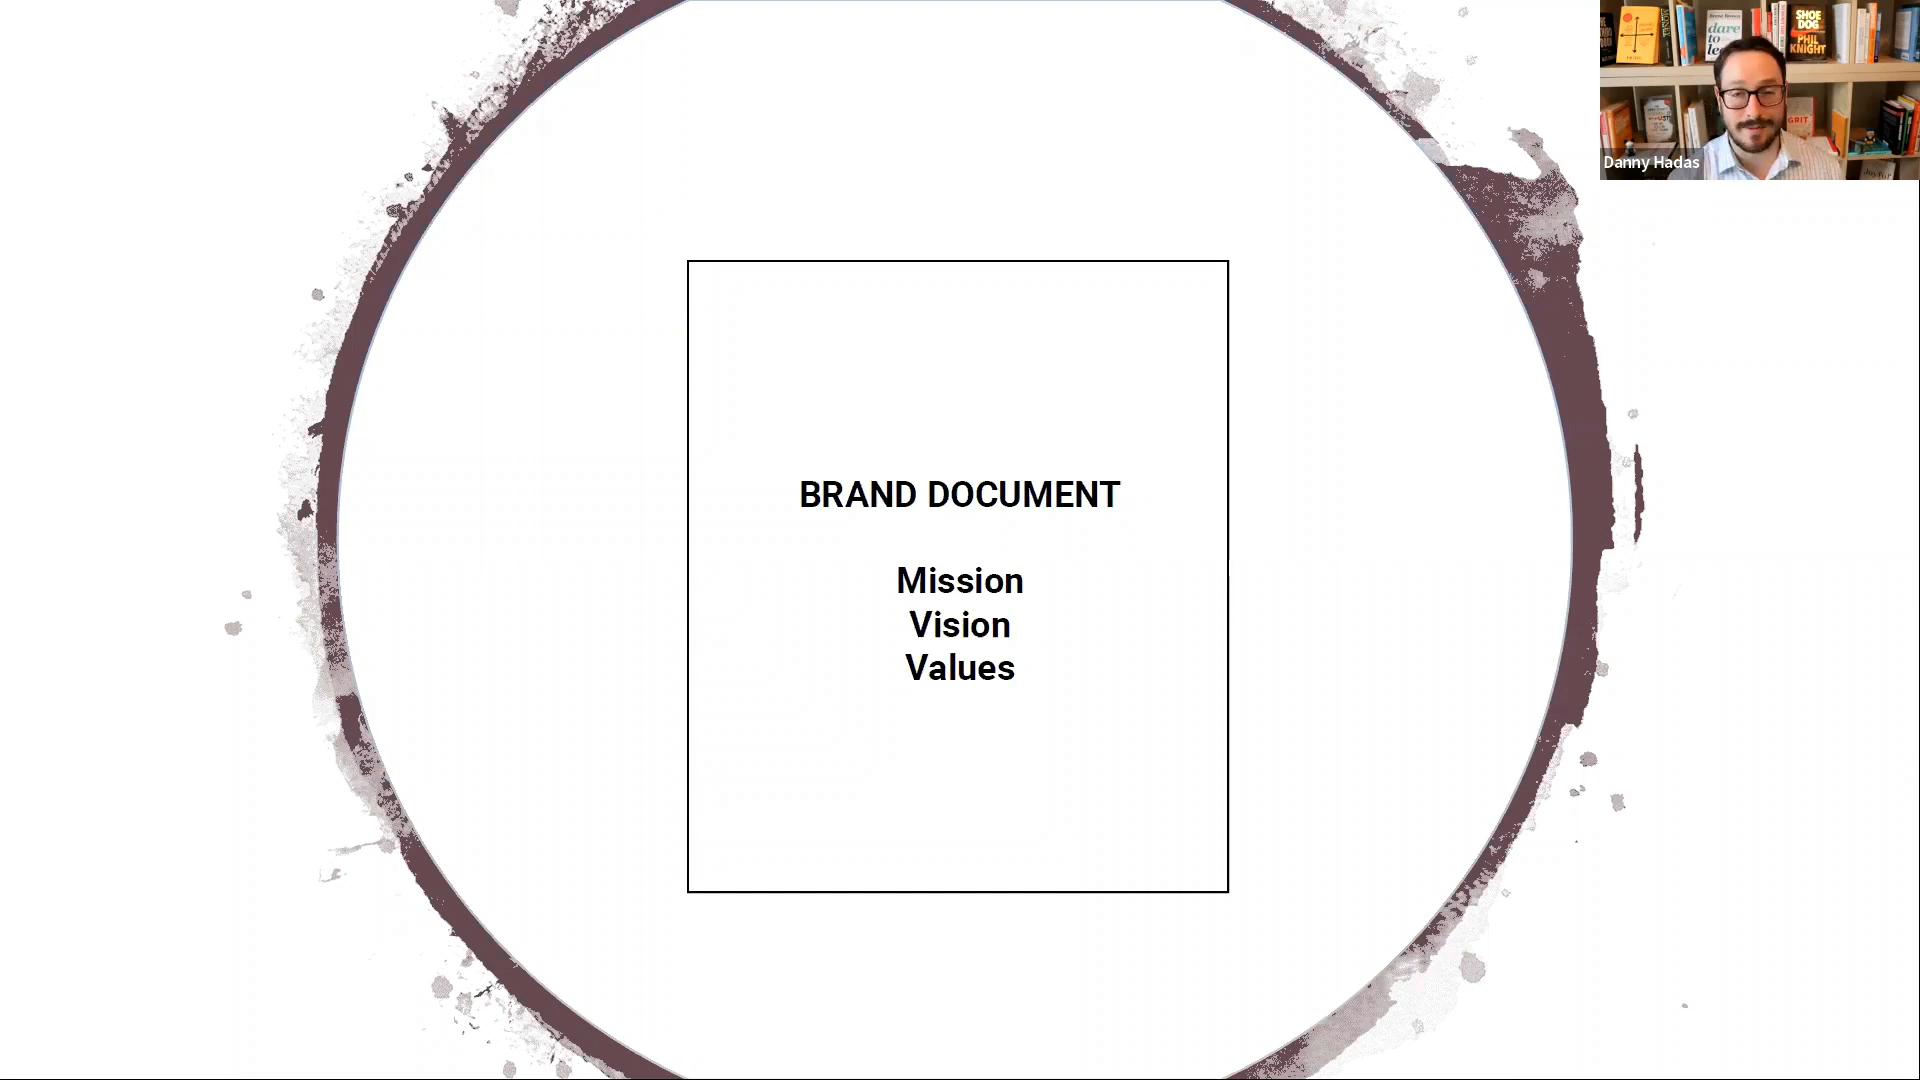 BRAND DOCUMENT
Mission
Vision
Values
SHOE
DOG
PHIL
KNIGHT
dare
to
GRIT
Danny Hadas